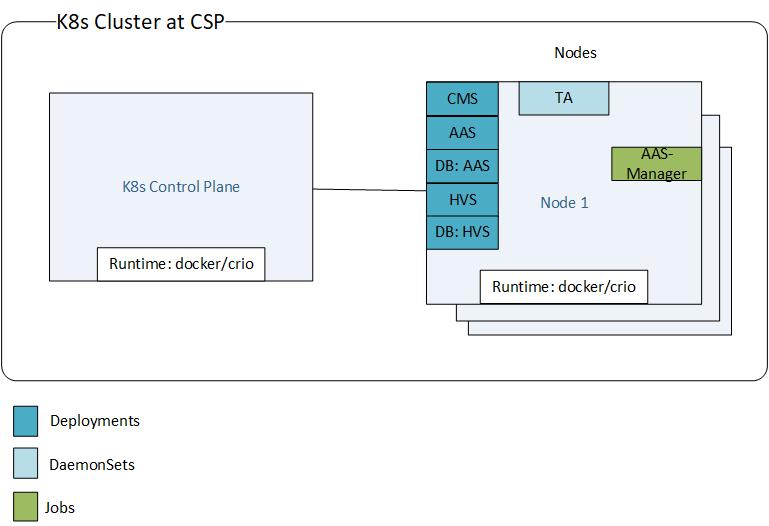 K8s Cluster at CSP
Nodes
CMS
TA
AAS
DB: AAS
AAS-
Manager
K8s Control Plane
HVS
Node 1
DB: HVS
Runtime: docker/crio
Runtime: docker/crio
Deployments
DaemonSets
Jobs